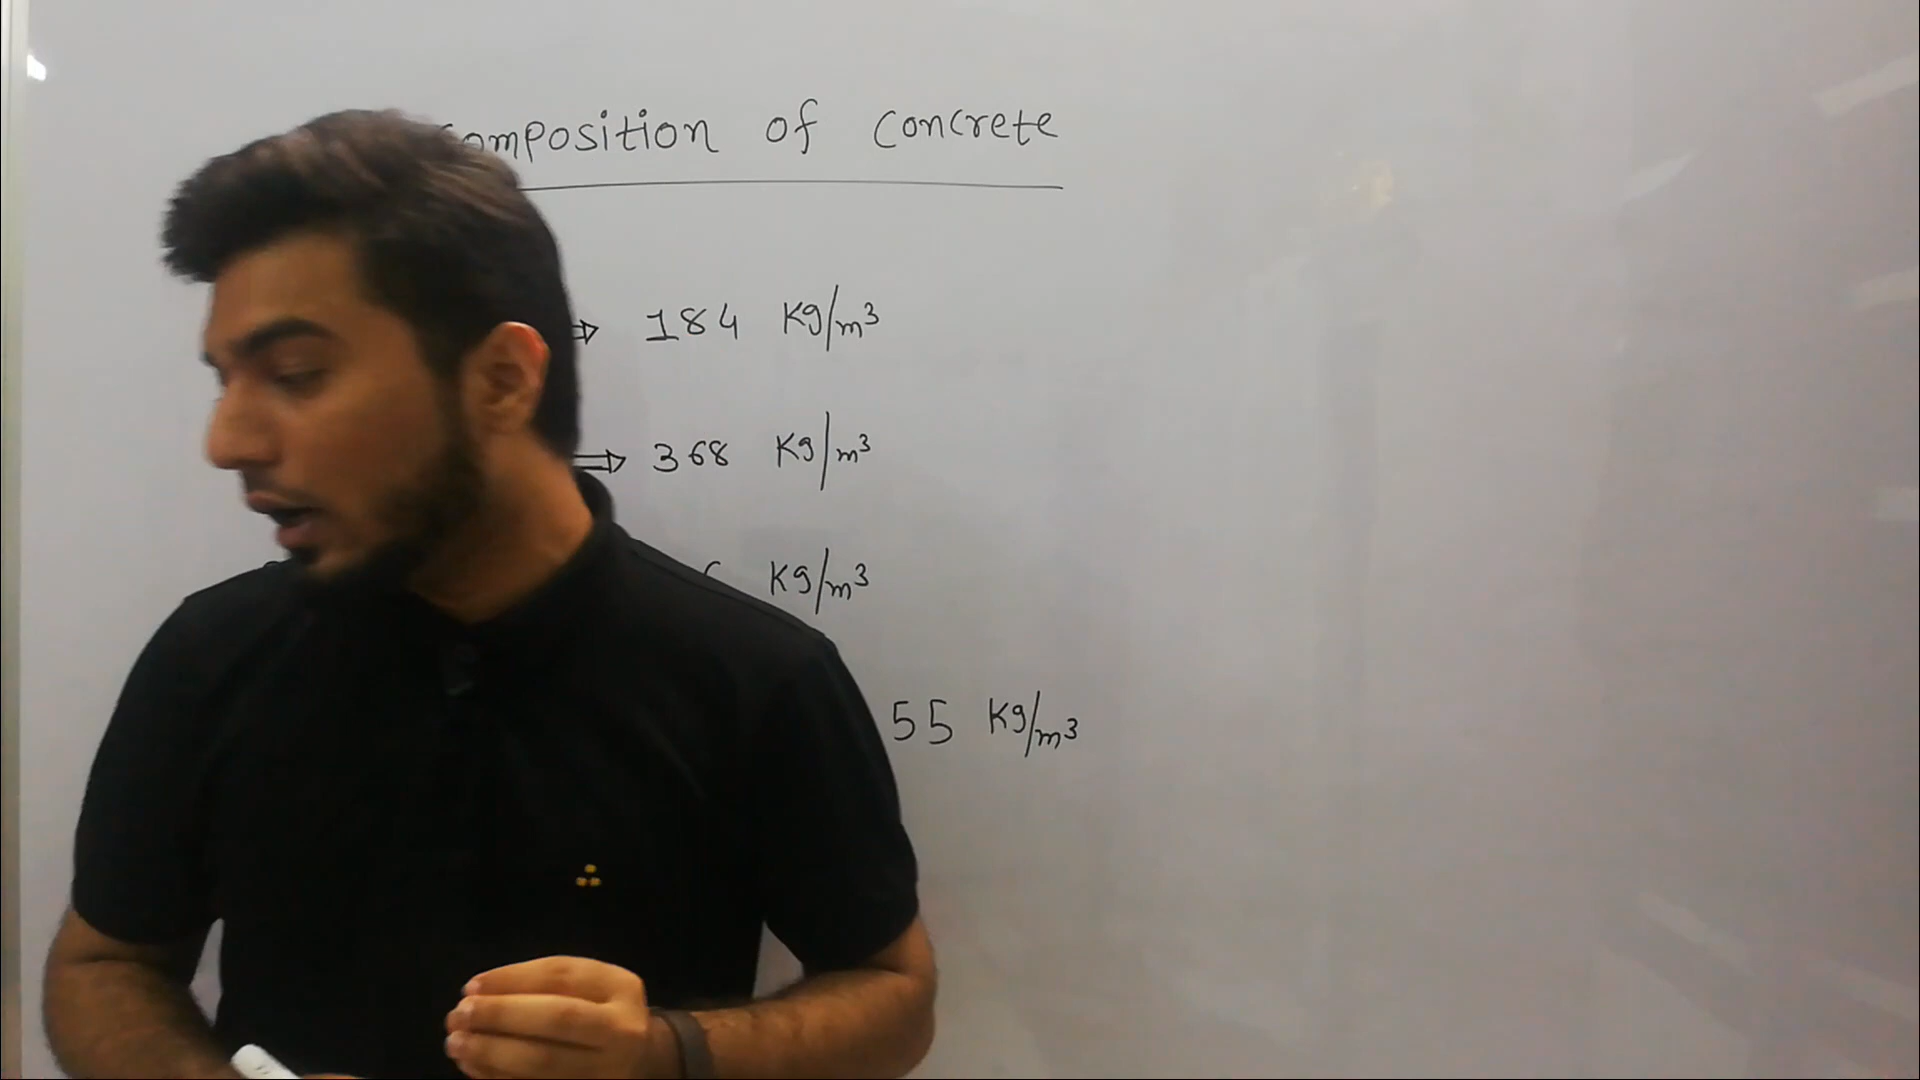 composition of concrete
184 Kg/m³
368 Kg/m³
Kg/m³
55 Kg/m³